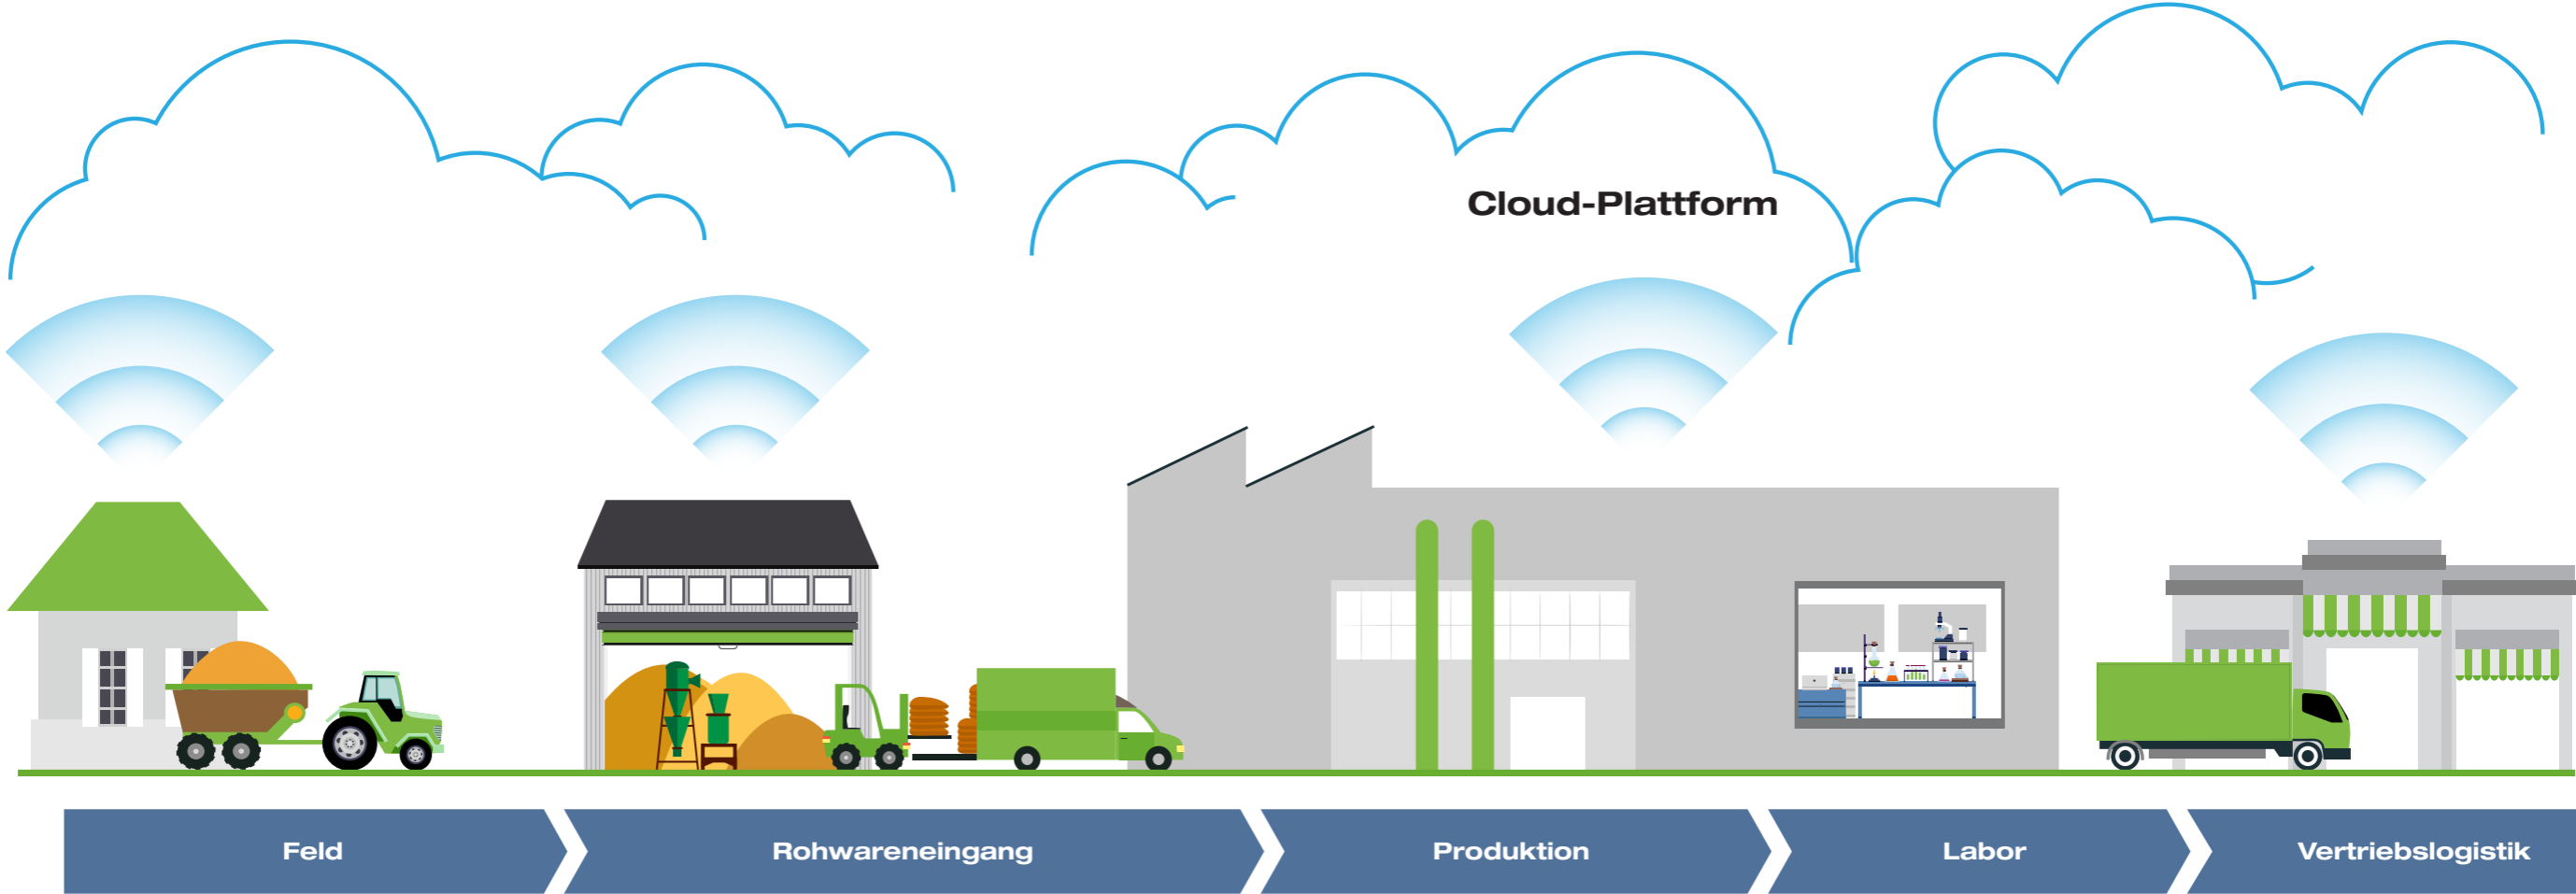 Cloud-Plattform
Feld
Rohwareneingang
Produktion
Labor
Vertriebslogistik